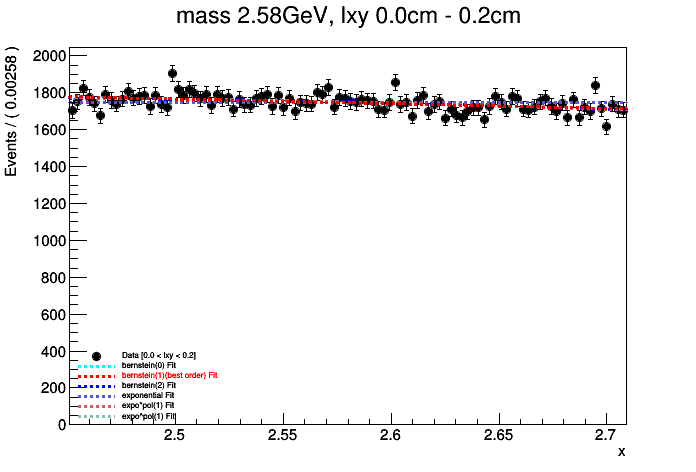 mass 2.58GeV, lxy 0.0cm - 0.2cm
Events / ( 0.00258 )
2000
1800
1600
1400
1200
1000
800
600
400
200
0
Data [0.0 < lxy < 0.2]
bernstein(0) Fit
bernstein(1)(best order) Fit
bernstein(2) Fit
exponential Fit
expo*pol(1) Fit
expo^pol(1) Fit
2.5 2.55 2.6 2.65 2.7
x